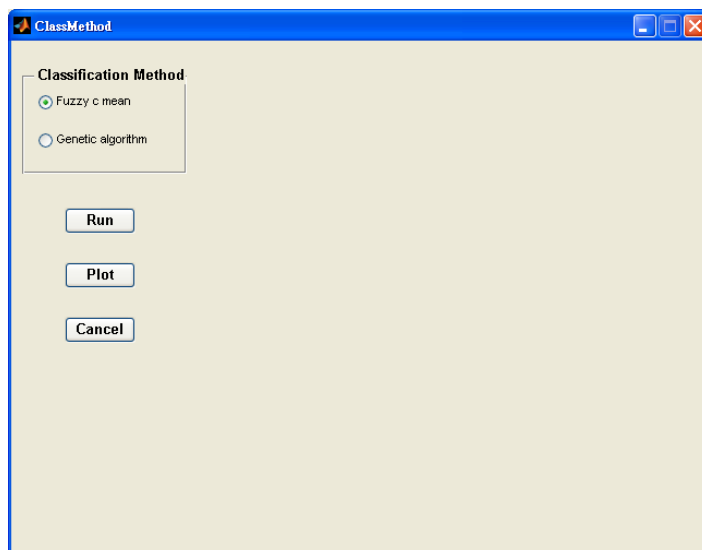 ClassMethod
Classification Method
Fuzzy c mean
Genetic algorithm
Run
Plot
Cancel